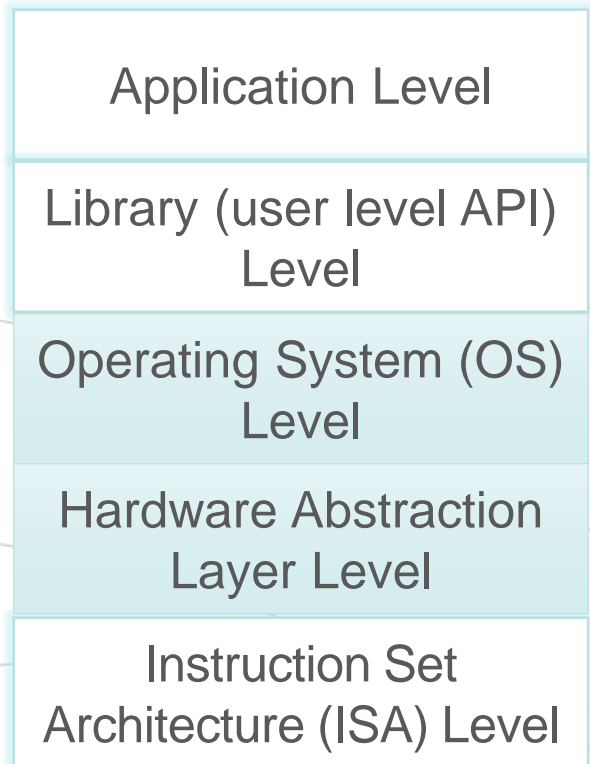 Application Level
Library (user level API)
Level
Operating System (OS)
Level
Hardware Abstraction
Layer Level
Instruction Set
Architecture (ISA) Level